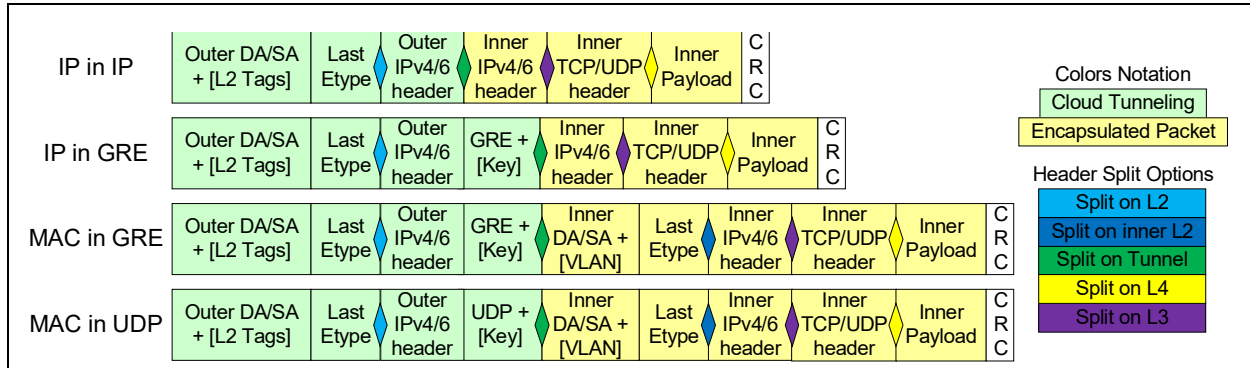 IP in IP
Outer DA/SA
+ [L2 Tags]
Last
Etype
Outer
IPv4/6
header
Inner
IPv4/6
header
Inner
TCP/UDP
header
Inner
Payload
C
R
C
IP in GRE
Outer DA/SA
+ [L2 Tags]
Last
Etype
Outer
IPv4/6
header
GRE +
[Key]
Inner
IPv4/6
header
Inner
TCP/UDP
header
Inner
Payload
C
R
C
MAC in GRE
Outer DA/SA
+ [L2 Tags]
Last
Etype
Outer
IPv4/6
header
GRE +
[Key]
Inner
DA/SA +
[VLAN]
Last
Etype
Inner
IPv4/6
header
Inner
TCP/UDP
header
Inner
Payload
C
R
C
MAC in UDP
Outer DA/SA
+ [L2 Tags]
Last
Etype
Outer
IPv4/6
header
UDP +
[Key]
Inner
DA/SA +
[VLAN]
Last
Etype
Inner
IPv4/6
header
Inner
TCP/UDP
header
Inner
Payload
C
R
C
Colors Notation
Cloud Tunneling
Encapsulated Packet
Header Split Options
Split on L2
Split on inner L2
Split on Tunnel
Split on L4
Split on L3